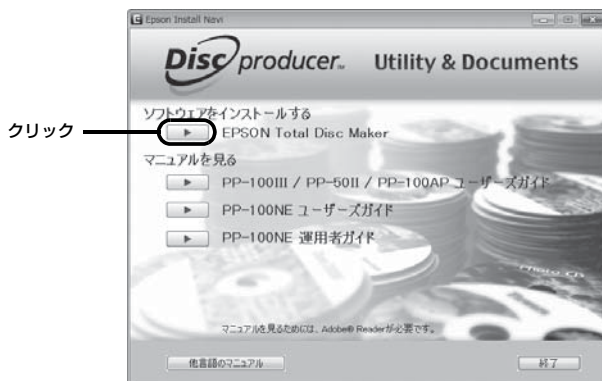 Epson Install Navi
Disc producer™ Utility & Documents
ソフトウェアをインストールする
クリック
EPSON Total Disc Maker
マニュアルを見る
PP-100III / PP-50II / PP-100AP ユーザーズガイド
PP-100NE ユーザーズガイド
PP-100NE 運用者ガイド
Photo CD
マニュアルを見るためには、Adobe® Readerが必要です。
他言語のマニュアル
終了